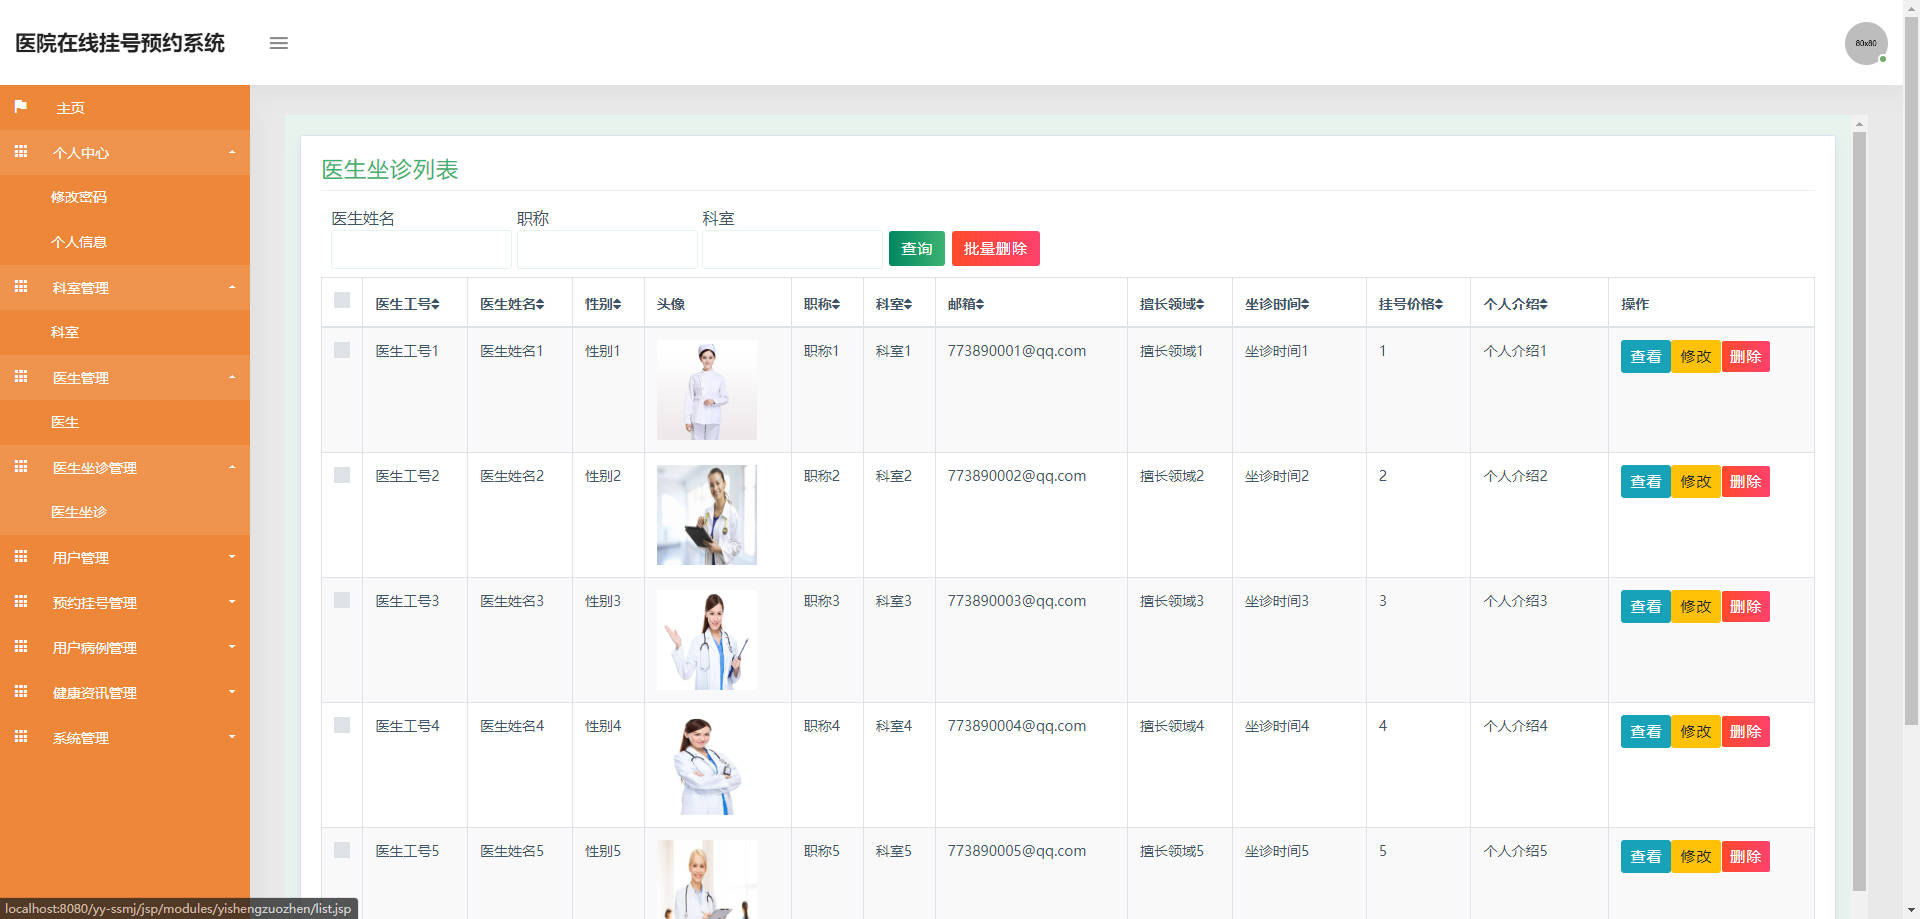 医院在线挂号预约系统
80x80
主页
个人中心
修改密码
个人信息
科室管理
科室
医生管理
医生
医生坐诊管理
医生坐诊
用户管理
预约挂号管理
用户病例管理
健康资讯管理
系统管理
医生坐诊列表
医生姓名 职称 科室
查询 批量删除
医生工号 医生姓名 性别 头像 职称 科室 邮箱 擅长领域 坐诊时间 挂号价格 个人介绍 操作
医生工号1 医生姓名1 性别1 职称1 科室1 773890001@qq.com 擅长领域1 坐诊时间1 1 个人介绍1 查看 修改 删除
医生工号2 医生姓名2 性别2 职称2 科室2 773890002@qq.com 擅长领域2 坐诊时间2 2 个人介绍2 查看 修改 删除
医生工号3 医生姓名3 性别3 职称3 科室3 773890003@qq.com 擅长领域3 坐诊时间3 3 个人介绍3 查看 修改 删除
医生工号4 医生姓名4 性别4 职称4 科室4 773890004@qq.com 擅长领域4 坐诊时间4 4 个人介绍4 查看 修改 删除
医生工号5 医生姓名5 性别5 职称5 科室5 773890005@qq.com 擅长领域5 坐诊时间5 5 个人介绍5 查看 修改 删除
localhost:8080/yy-ssmj/jsp/modules/yishengzuozhen/list.jsp